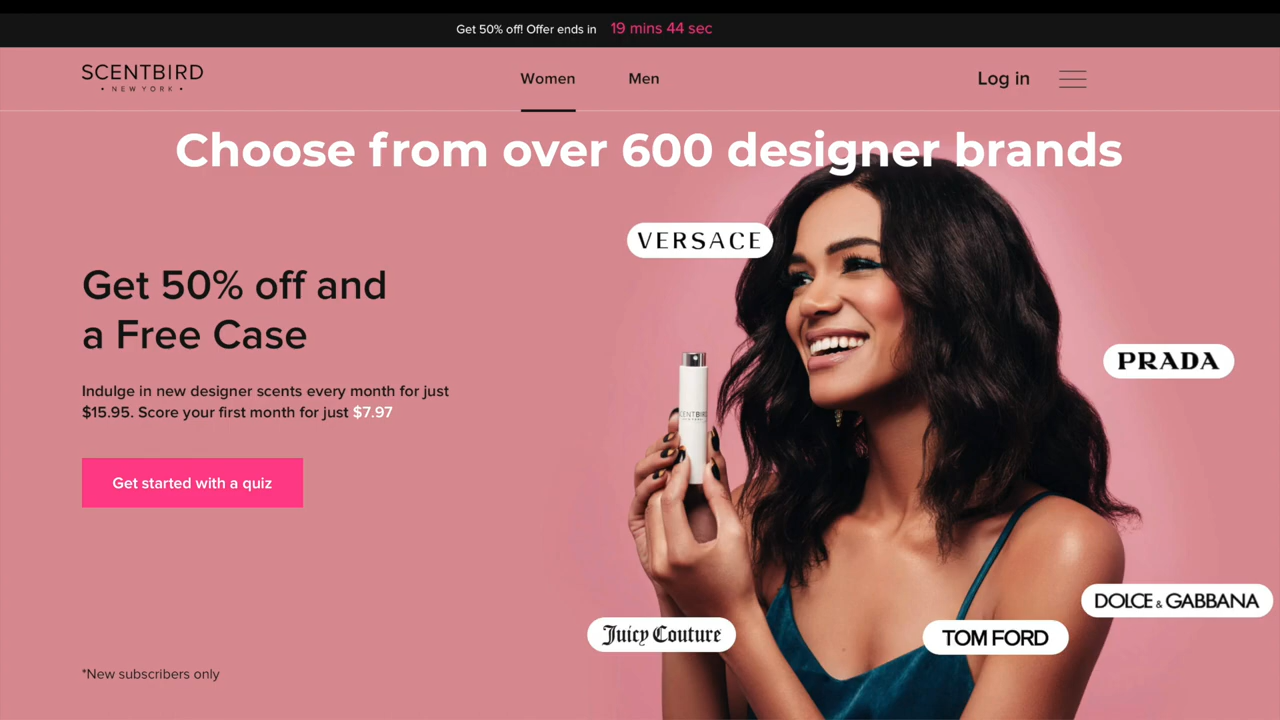 Get 50% off! Offer ends in 19 mins 44 sec
SCENTBIRD
• NEW YORK •
Women Men
Log in
Choose from over 600 designer brands
VERSACE
Get 50% off and
a Free Case
PRADA
Indulge in new designer scents every month for just
$15.95. Score your first month for just $7.97
Get started with a quiz
DOLCE & GABBANA
Juicy Couture
TOM FORD
*New subscribers only